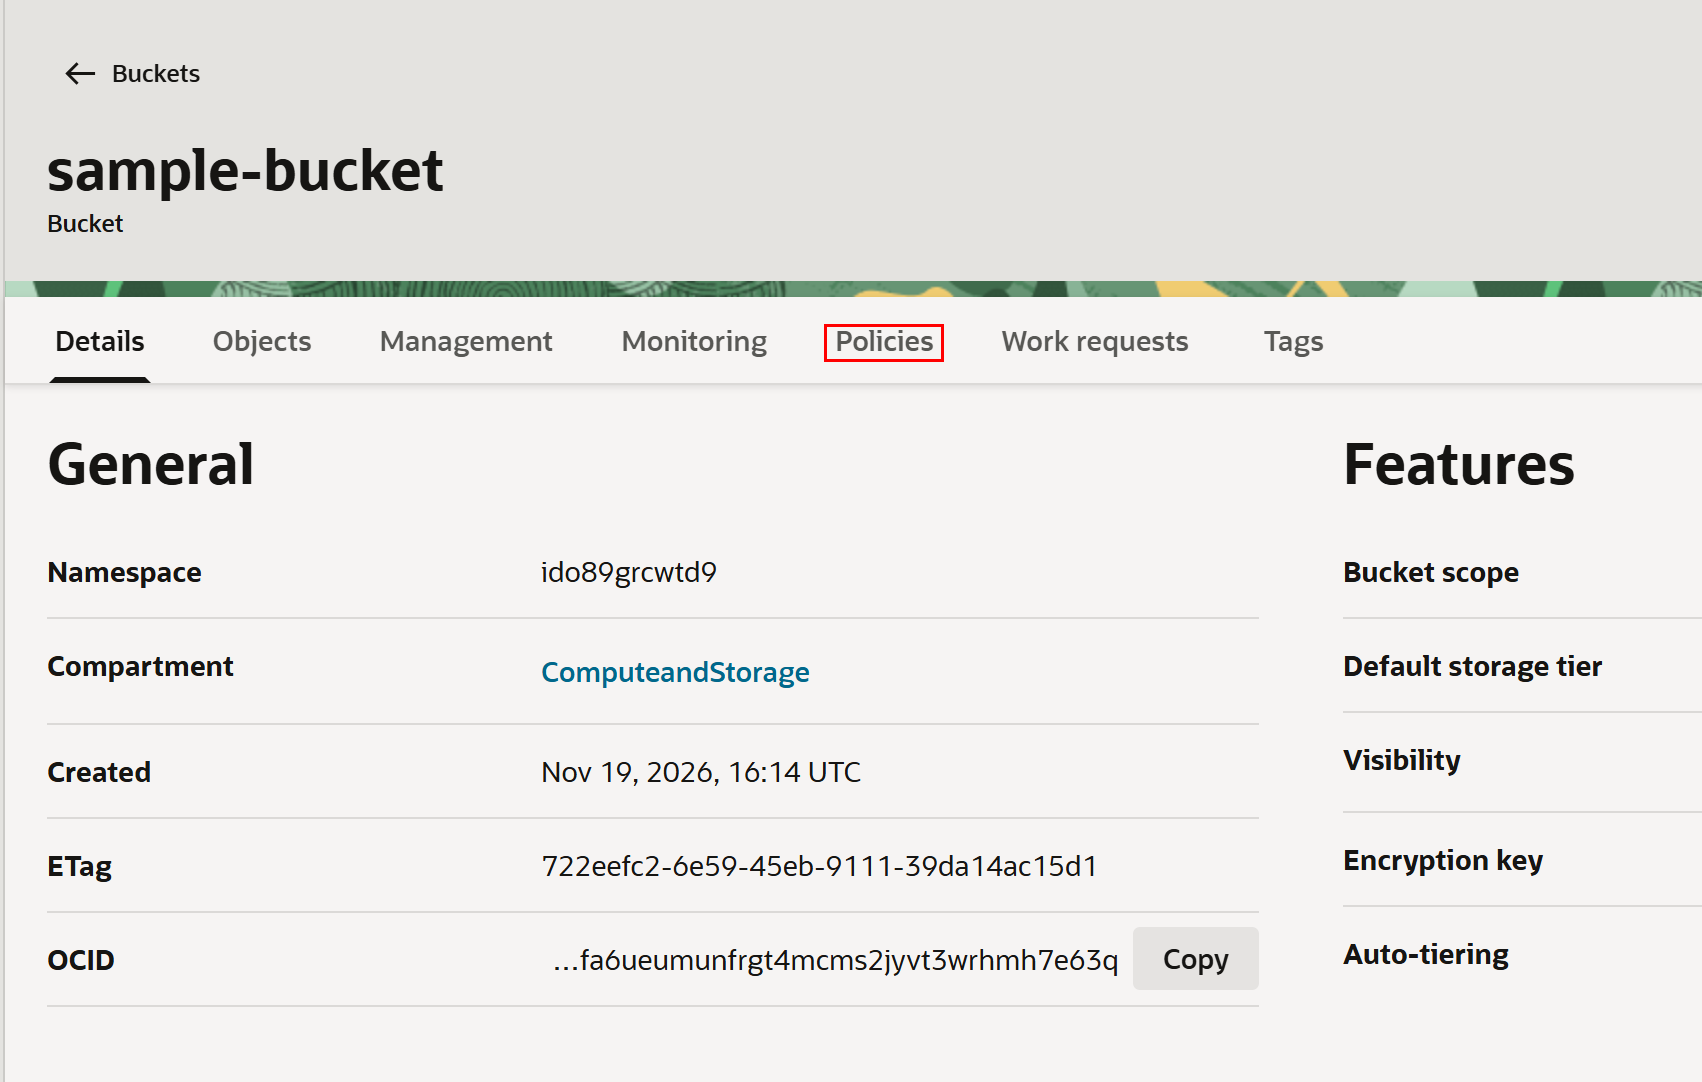 ← Buckets
sample-bucket
Bucket
Details Objects Management Monitoring Policies Work requests Tags
General
Namespace ido89grcwtd9
Compartment ComputeandStorage
Created Nov 19, 2026, 16:14 UTC
ETag 722eefc2-6e59-45eb-9111-39da14ac15d1
OCID ...fa6ueumunfrgt4mcms2jyvt3wrhmh7e63q Copy
Features
Bucket scope
Default storage tier
Visibility
Encryption key
Auto-tiering